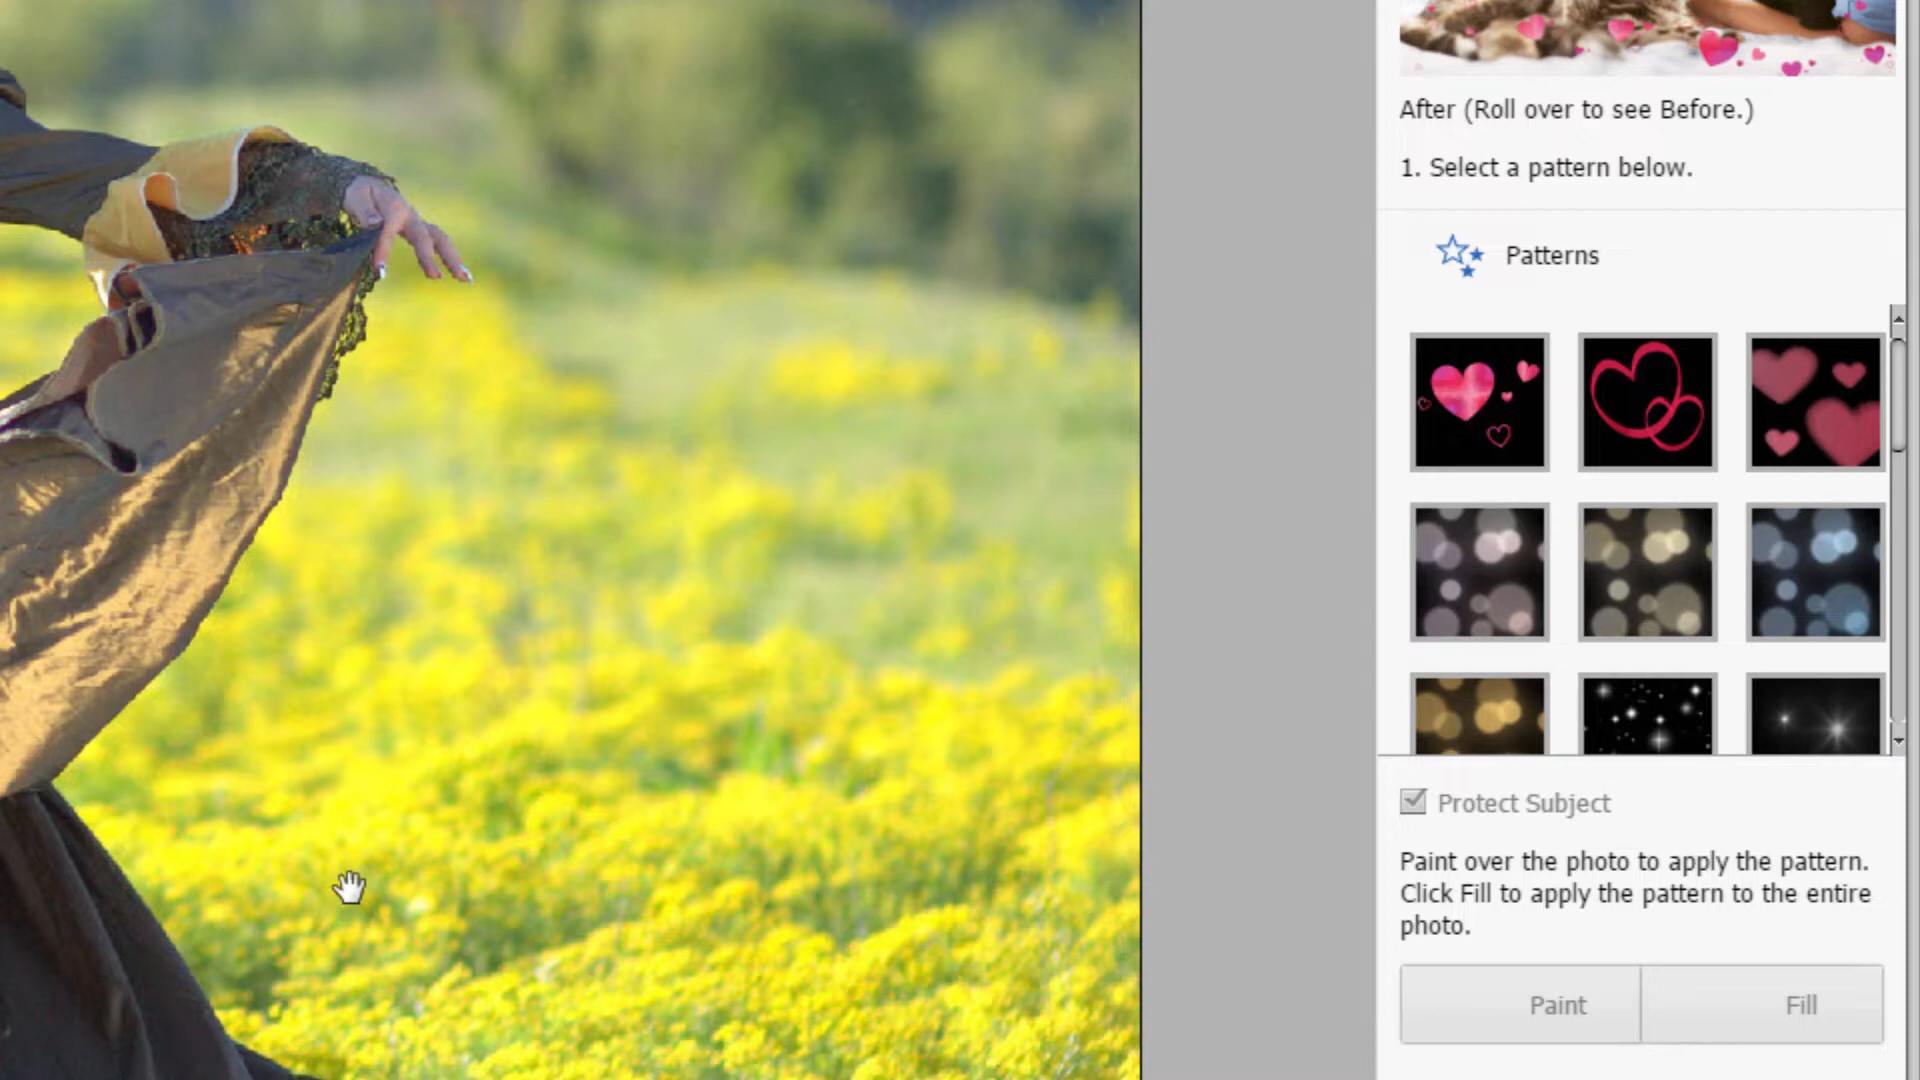 After (Roll over to see Before.)
1. Select a pattern below.
Patterns
Protect Subject
Paint over the photo to apply the pattern.
Click Fill to apply the pattern to the entire
photo.
Paint
Fill